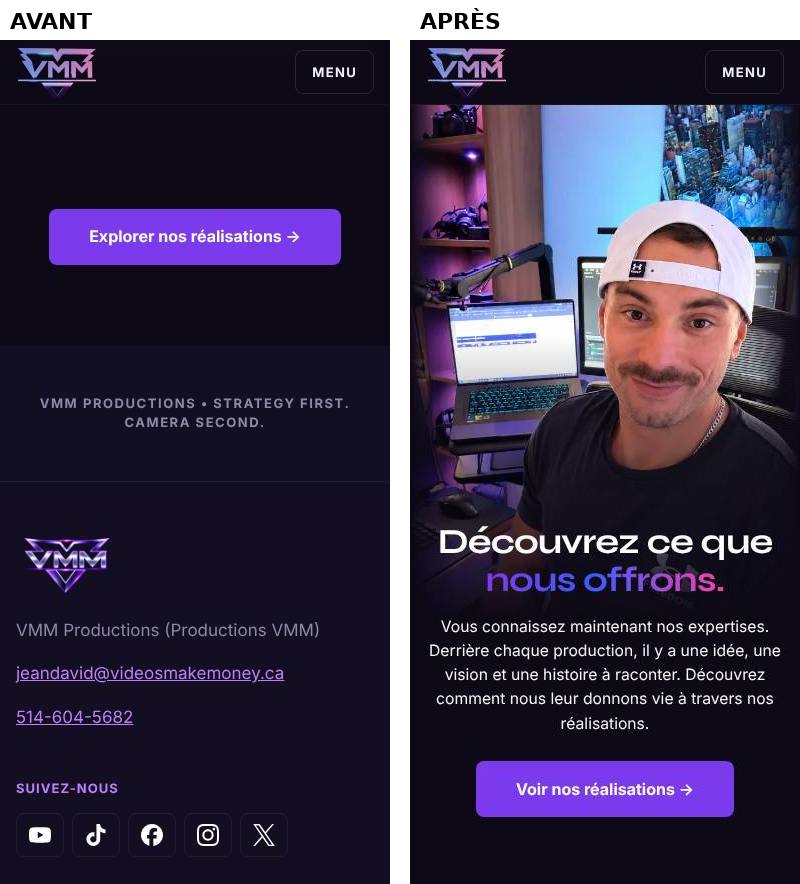 AVANT
VMM
MENU
Explorer nos réalisations →
VMM PRODUCTIONS • STRATEGY FIRST.
CAMERA SECOND.
VMM
VMM Productions (Productions VMM)
jeandavid@videosmakemoney.ca
514-604-5682
SUIVEZ-NOUS
APRÈS
VMM
MENU
Découvrez ce que
nous offrons.
Vous connaissez maintenant nos expertises.
Derrière chaque production, il y a une idée, une
vision et une histoire à raconter. Découvrez
comment nous leur donnons vie à travers nos
réalisations.
Voir nos réalisations →